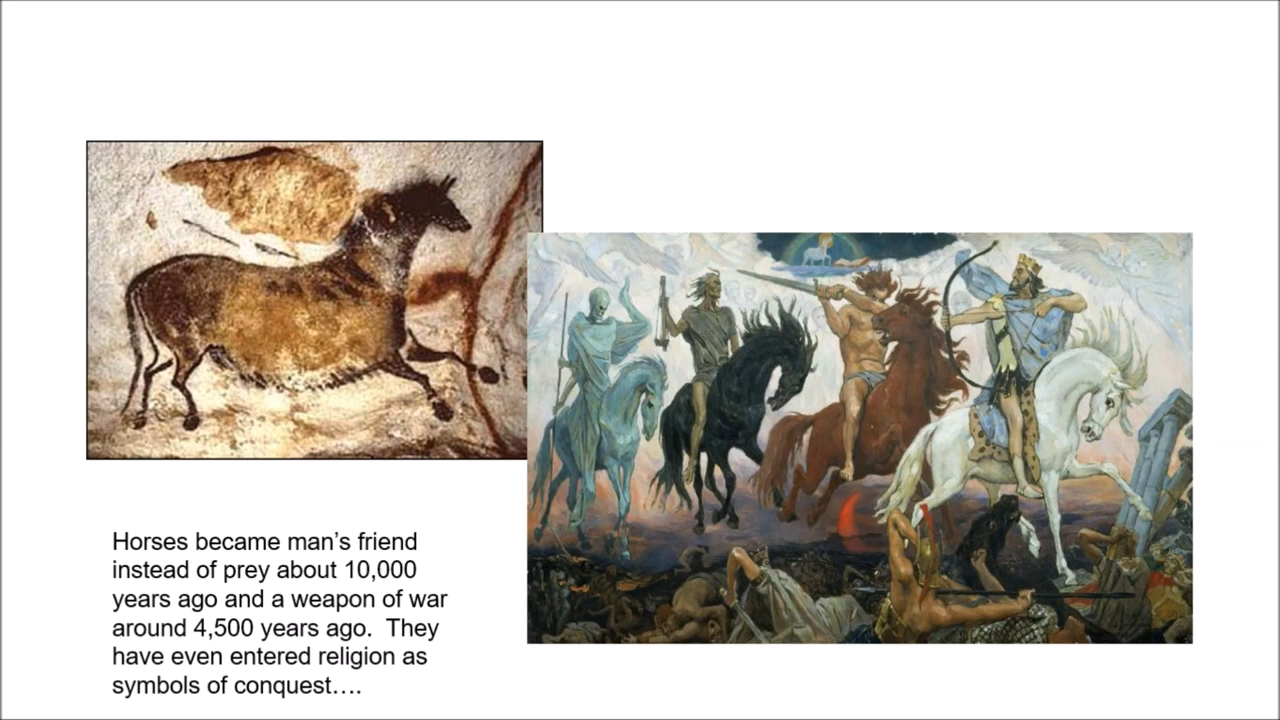 Horses became man’s friend
instead of prey about 10,000
years ago and a weapon of war
around 4,500 years ago.  They
have even entered religion as
symbols of conquest….